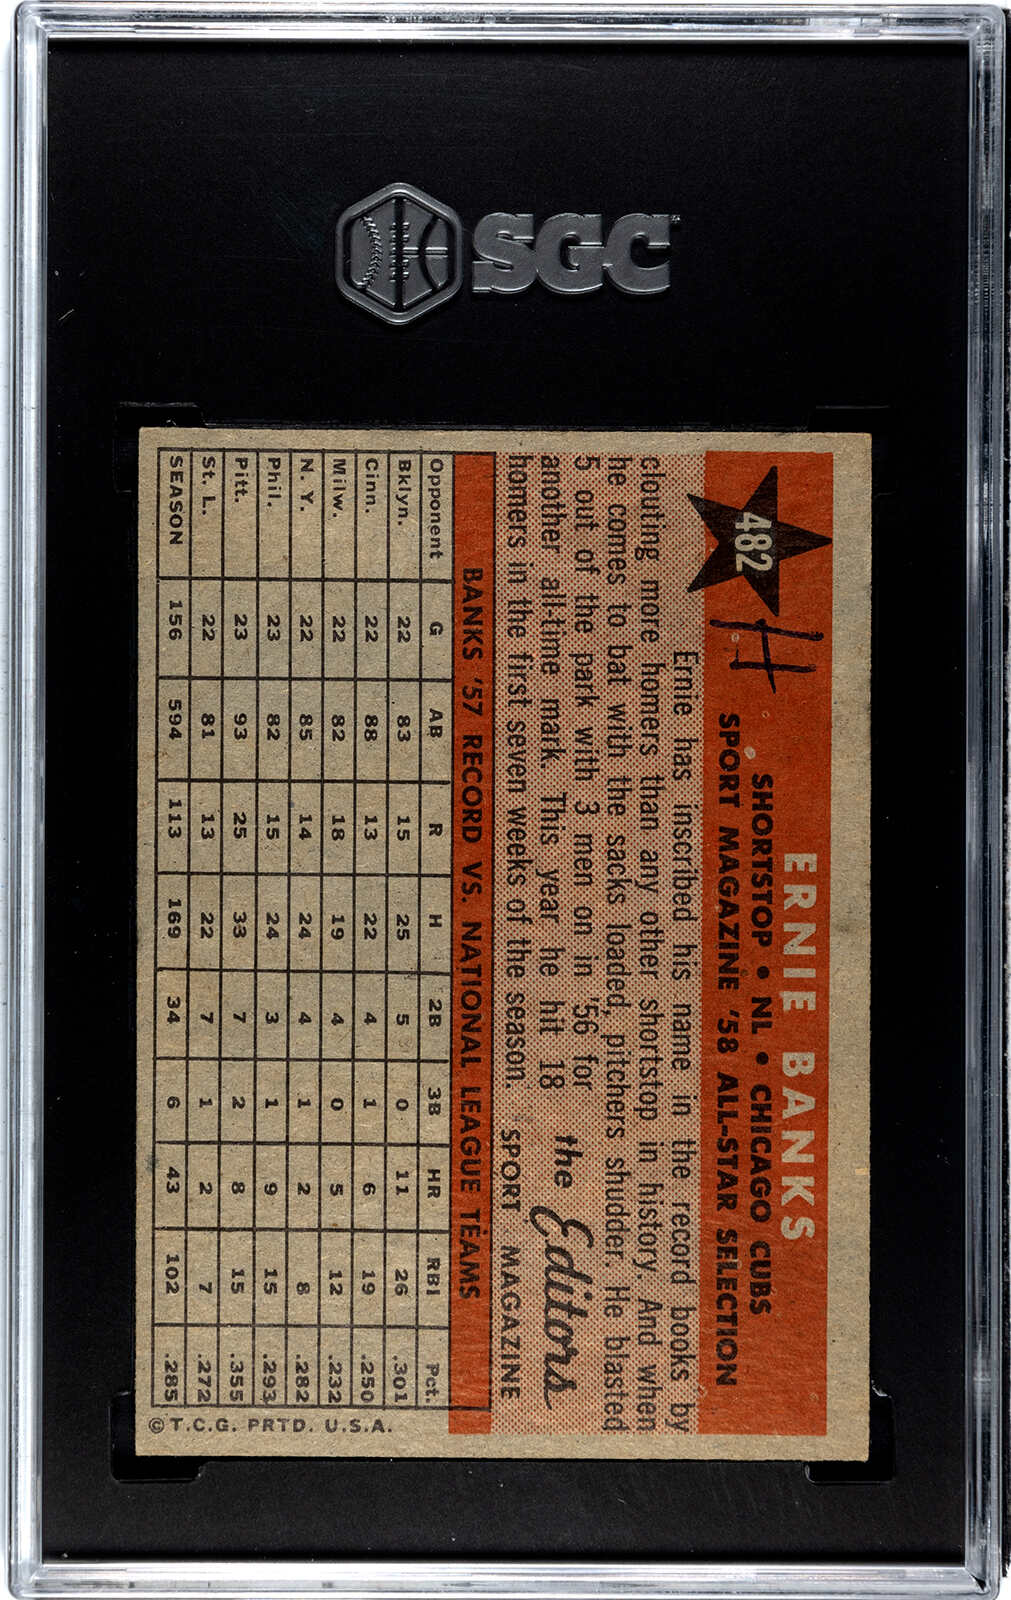 SGC
482
H
ERNIE BANKS
SHORTSTOP • NL • CHICAGO CUBS
SPORT MAGAZINE '58 ALL-STAR SELECTION
Ernie has inscribed his name in the record books by
clouting more homers than any other shortstop in history. And when
he comes to bat with the sacks loaded, pitchers shudder. He blasted
5 out of the park with 3 men on in '56 for
another all-time mark. This year he hit 18
homers in the first seven weeks of the season.
the Editors
SPORT MAGAZINE
BANKS '57 RECORD VS. NATIONAL LEAGUE TEAMS
Opponent G AB R H 2B 3B HR RBI Pct.
Bklyn. 22 83 15 25 5 0 11 26 .301
Cinn. 22 88 13 22 4 1 6 19 .250
Milw. 22 82 18 19 4 0 5 12 .232
N. Y. 22 85 14 24 4 1 2 8 .282
Phil. 23 82 15 24 3 1 9 15 .293
Pitt. 23 93 25 33 7 2 8 15 .355
St. L. 22 81 13 22 7 1 2 7 .272
SEASON 156 594 113 169 34 6 43 102 .285
© T.C.G. PRTD. U.S.A.